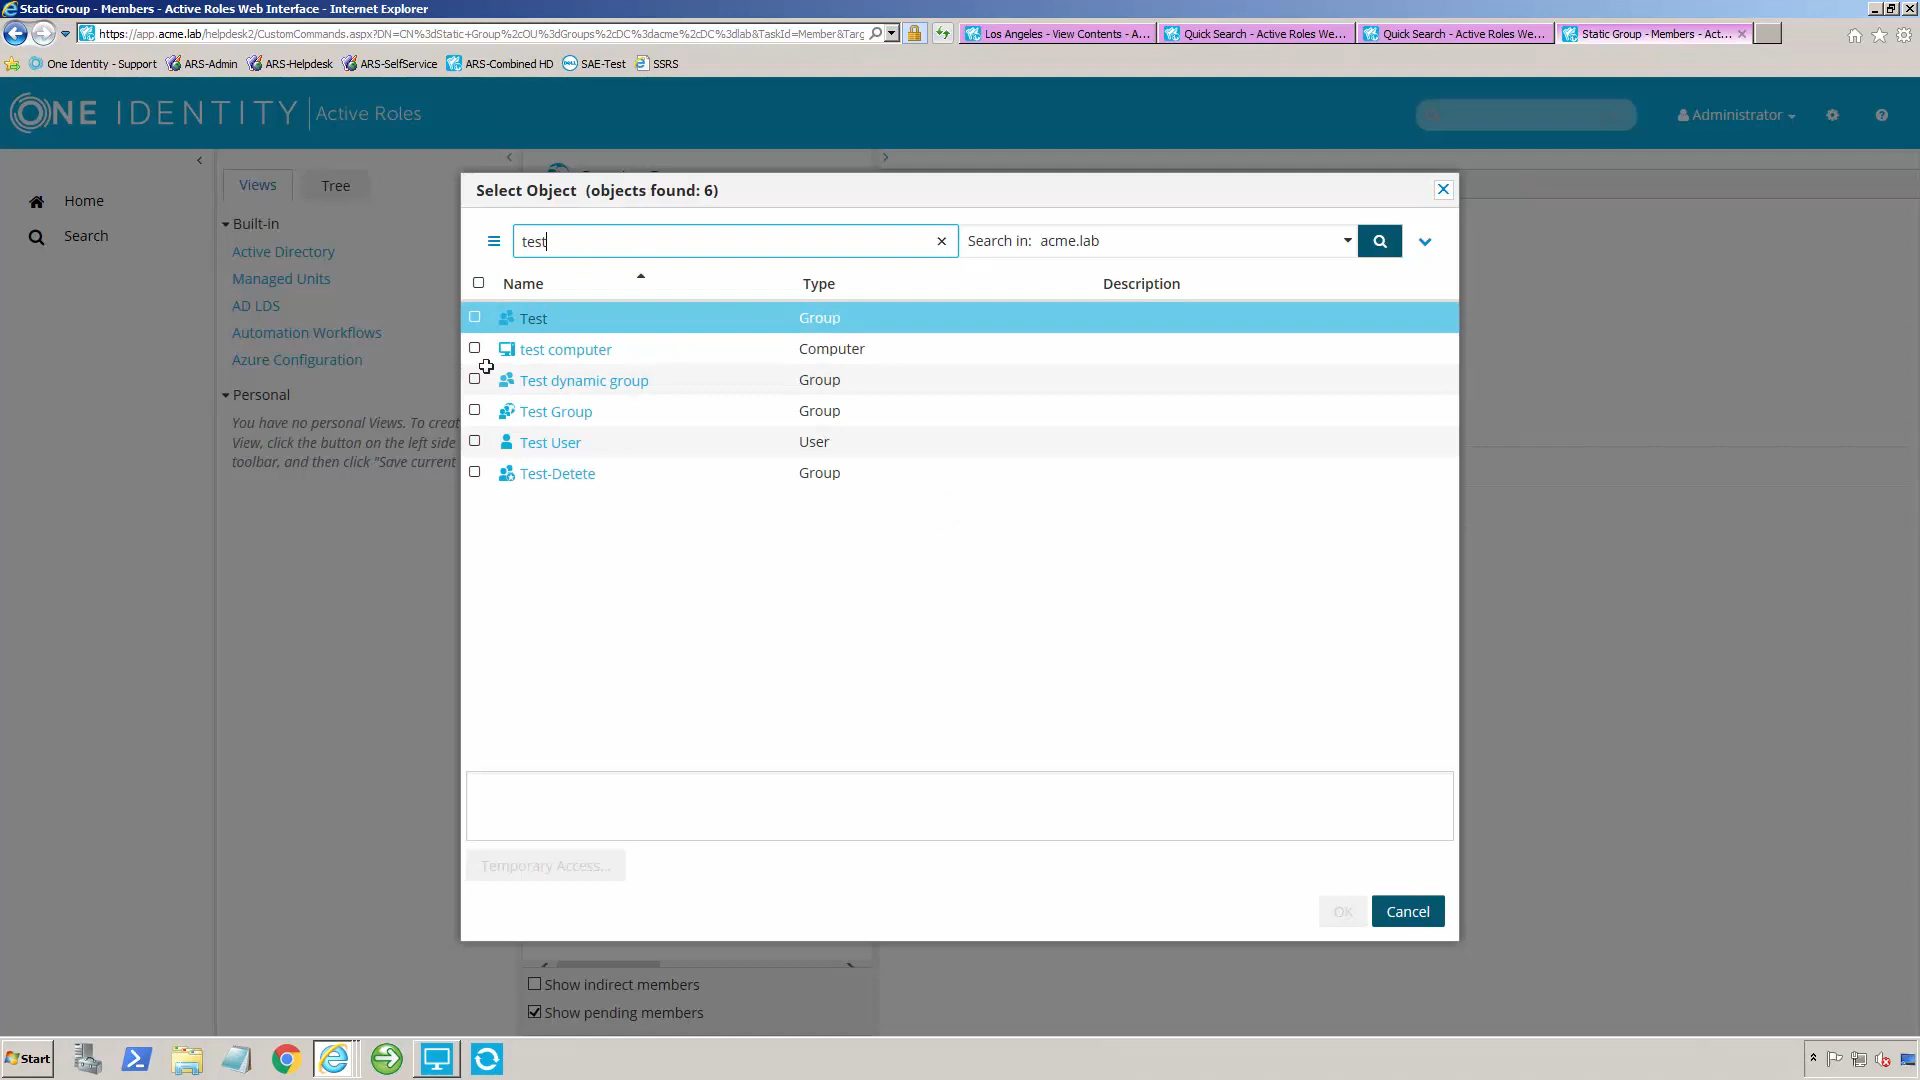 Static Group - Members - Active Roles Web Interface - Internet Explorer
https://app.acme.lab/helpdesk2/CustomCommands.aspx?DN=CN%3dStatic+Group%2cOU%3dGroups%2cDC%3dacme%2cDC%3dlab&TaskId=Member&Targ
Los Angeles - View Contents - A...
Quick Search - Active Roles We...
Quick Search - Active Roles We...
Static Group - Members - Act...
One Identity - Support
ARS-Admin
ARS-Helpdesk
ARS-SelfService
ARS-Combined HD
SAE-Test
SSRS
ONE IDENTITY
Active Roles
Administrator
Home
Search
Views
Tree
Built-in
Active Directory
Managed Units
AD LDS
Automation Workflows
Azure Configuration
Personal
You have no personal Views. To creat
View, click the button on the left side
toolbar, and then click "Save current
Select Object (objects found: 6)
test
Search in: acme.lab
Name Type Description
Test Group
test computer Computer
Test dynamic group Group
Test Group Group
Test User User
Test-Detete Group
Temporary Access...
OK
Cancel
Show indirect members
Show pending members
Start